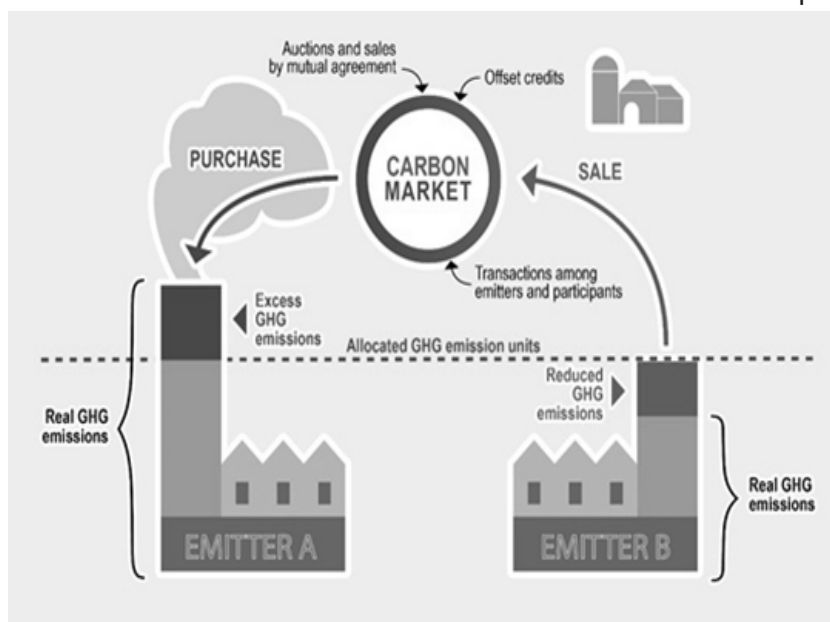 Auctions and sales
by mutual agreement
Offset credits
PURCHASE
CARBON
MARKET
SALE
Transactions among
emitters and participants
Excess
GHG
emissions
Allocated GHG emission units
Reduced
GHG
emissions
Real GHG
emissions
Real GHG
emissions
EMITTER A
EMITTER B